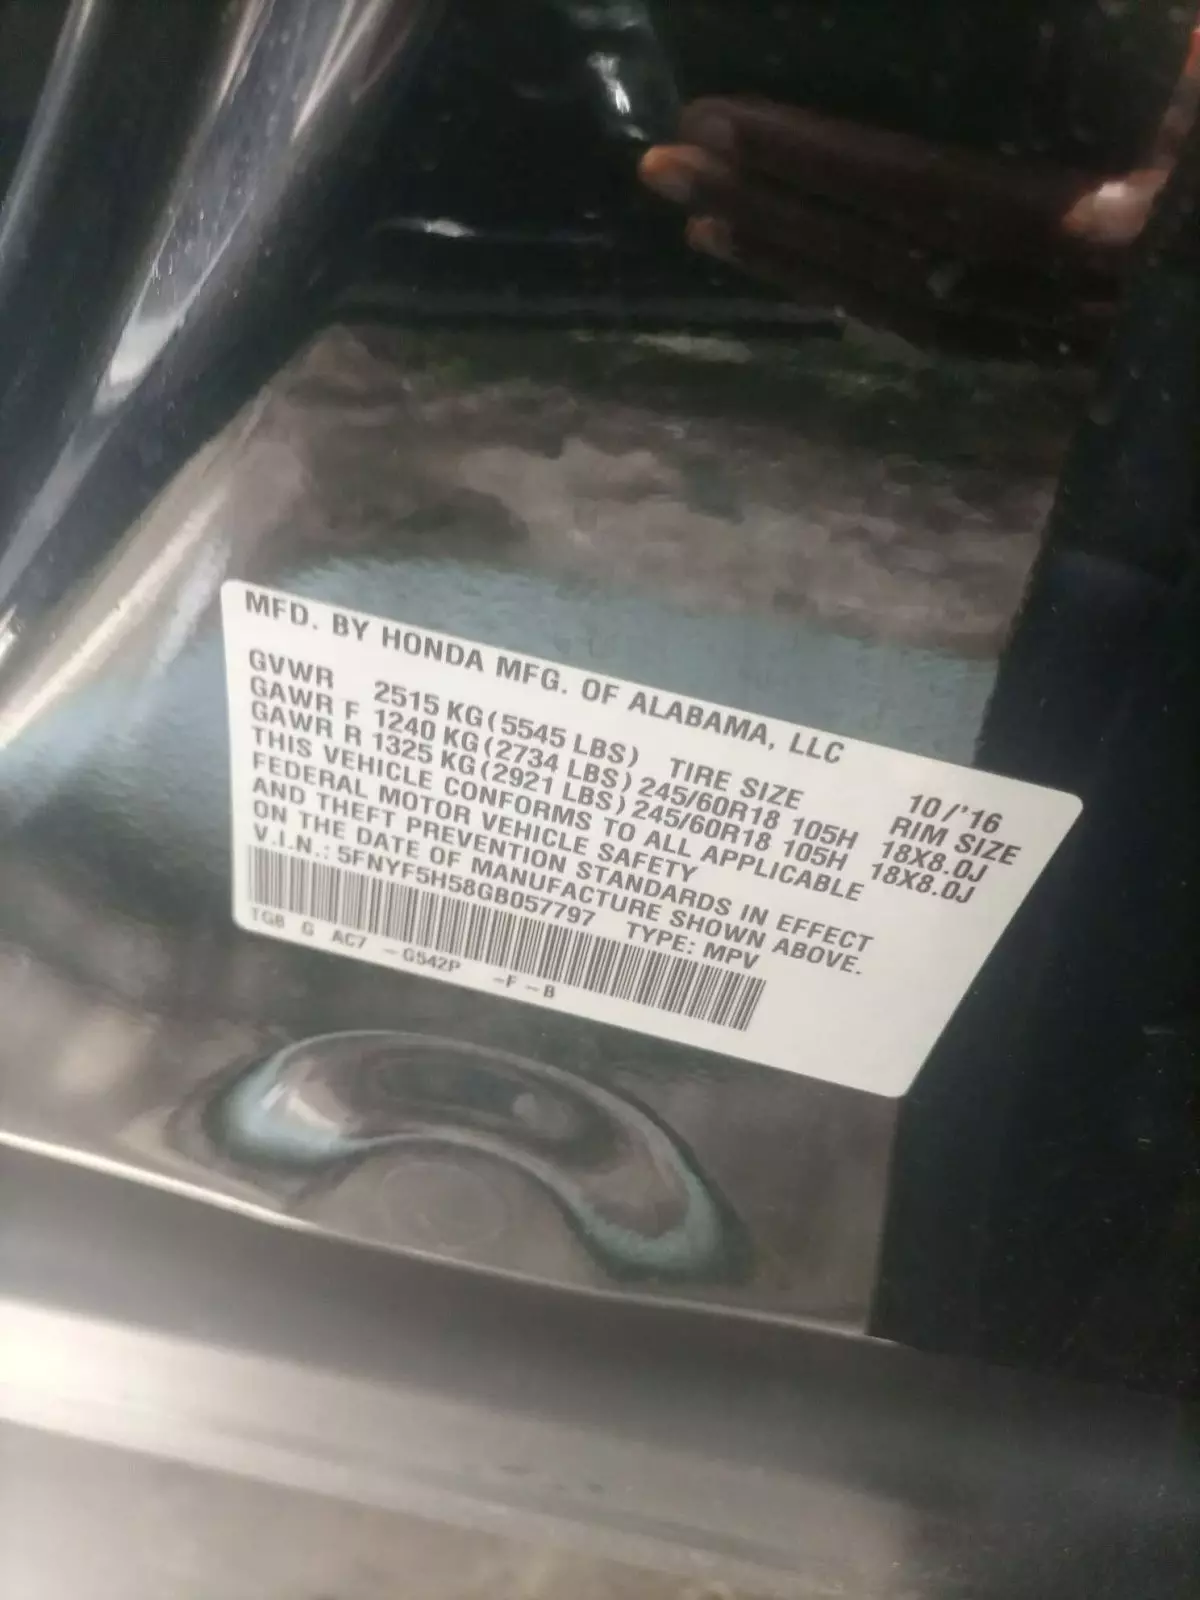 MFD. BY HONDA MFG. OF ALABAMA, LLC
10/'16
GVWR 2515 KG(5545 LBS) TIRE SIZE RIM SIZE
GAWR F 1240 KG(2734 LBS) 245/60R18 105H 18X8.0J
GAWR R 1325 KG(2921 LBS) 245/60R18 105H 18X8.0J
THIS VEHICLE CONFORMS TO ALL APPLICABLE
FEDERAL MOTOR VEHICLE SAFETY
AND THEFT PREVENTION STANDARDS IN EFFECT
ON THE DATE OF MANUFACTURE SHOWN ABOVE.
V.I.N.: 5FNYF5H58GB057797 TYPE: MPV
TG8 G AC7 -G542P -F -B